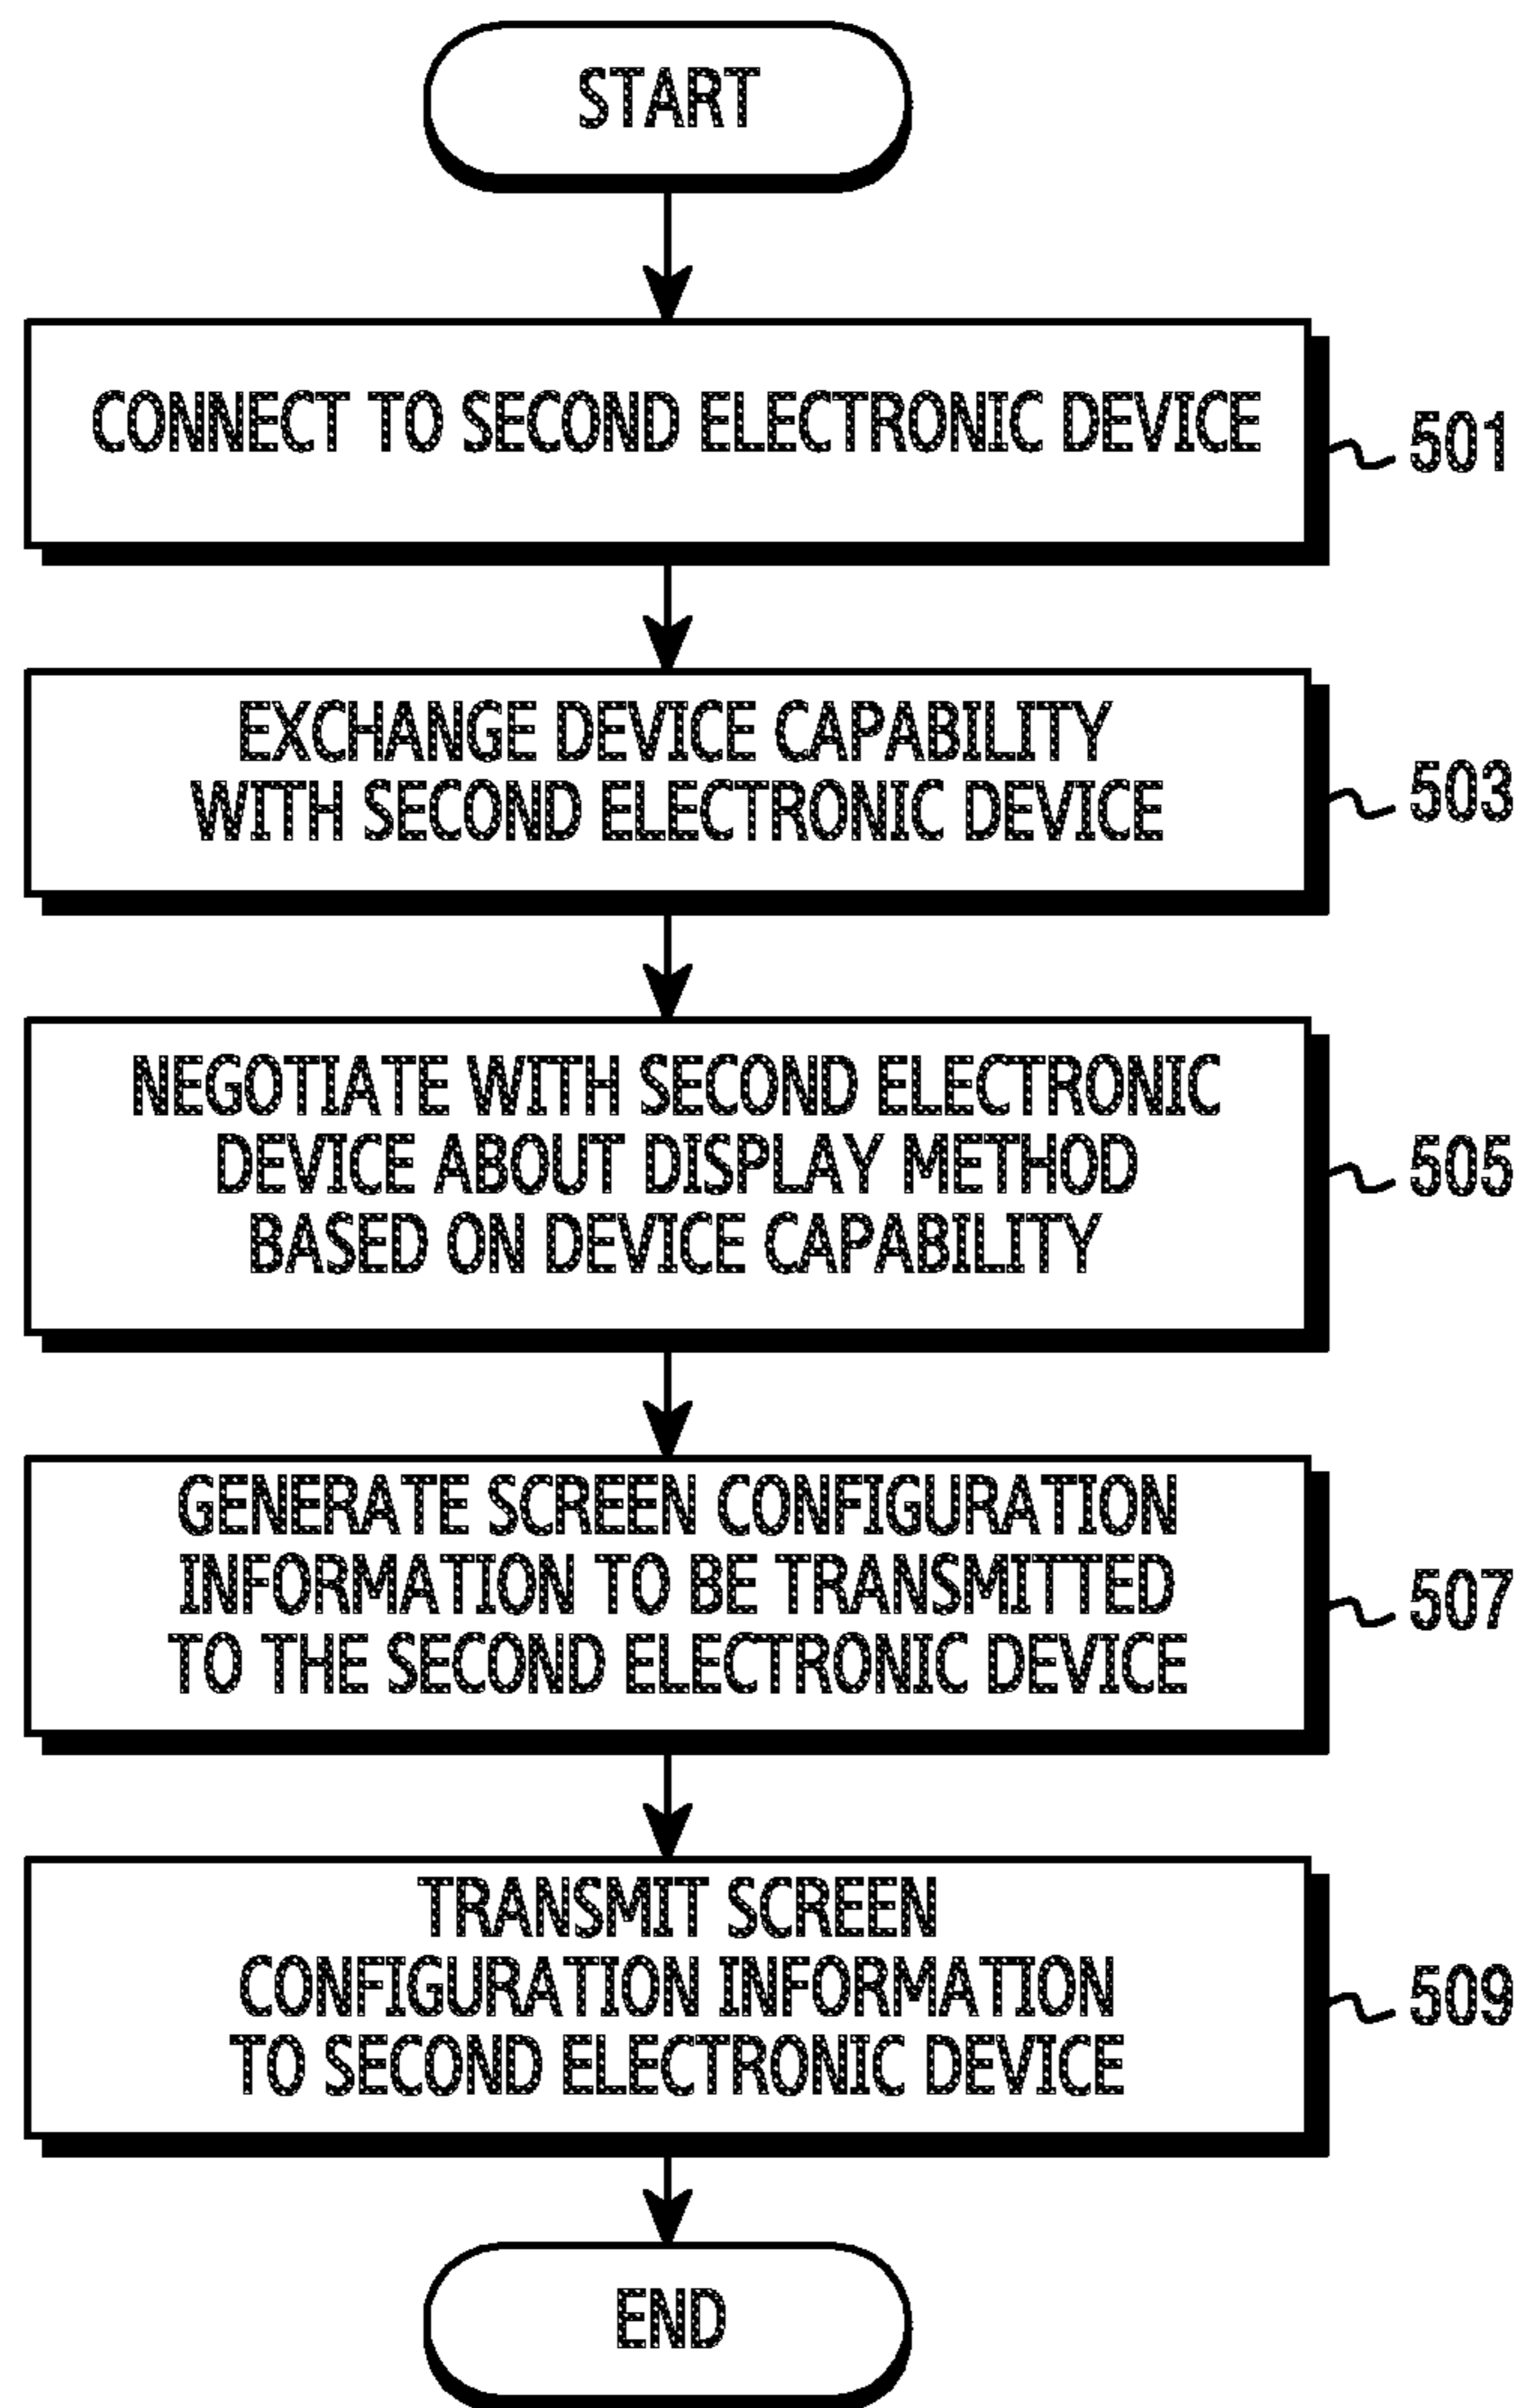 START
CONNECT TO SECOND ELECTRONIC DEVICE
501
EXCHANGE DEVICE CAPABILITY
WITH SECOND ELECTRONIC DEVICE
503
NEGOTIATE WITH SECOND ELECTRONIC
DEVICE ABOUT DISPLAY METHOD
BASED ON DEVICE CAPABILITY
505
GENERATE SCREEN CONFIGURATION
INFORMATION TO BE TRANSMITTED
TO THE SECOND ELECTRONIC DEVICE
507
TRANSMIT SCREEN
CONFIGURATION INFORMATION
TO SECOND ELECTRONIC DEVICE
509
END